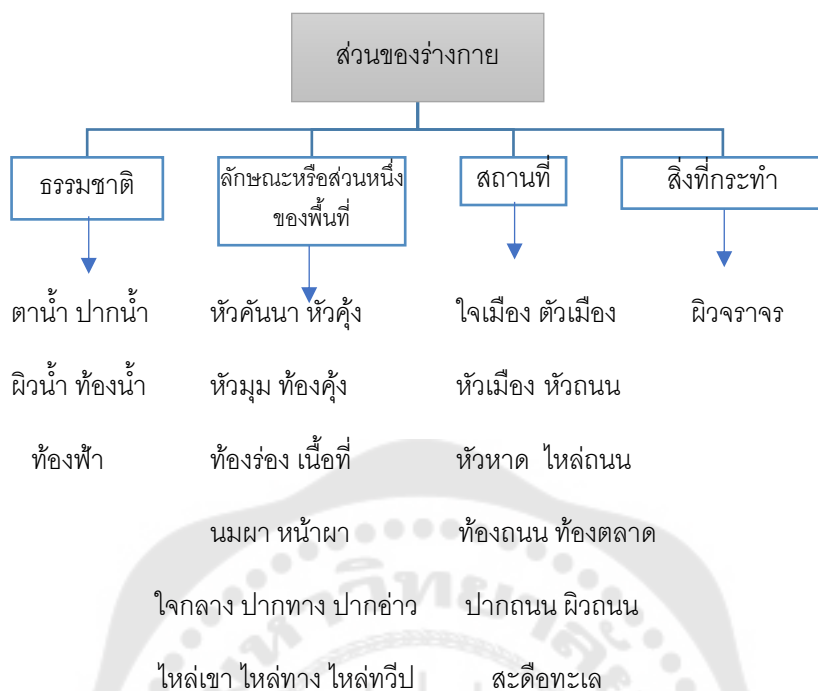 ส่วนของร่างกาย
ธรรมชาติ
ลักษณะหรือส่วนหนึ่ง
ของพื้นที่
สถานที่
สิ่งที่กระทำ
ตาน้ำ ปากน้ำ
ผิวน้ำ ท้องน้ำ
ท้องฟ้า
หัวคันนา หัวคุ้ง
หัวมุม ท้องคุ้ง
ท้องร่อง เนื้อที่
นมผา หน้าผา
ใจกลาง ปากทาง ปากอ่าว
ไหล่เขา ไหล่ทาง ไหล่ทวีป
ใจเมือง ตัวเมือง
หัวเมือง หัวถนน
หัวหาด ไหล่ถนน
ท้องถนน ท้องตลาด
ปากถนน ผิวถนน
สะดือทะเล
ผิวจราจร